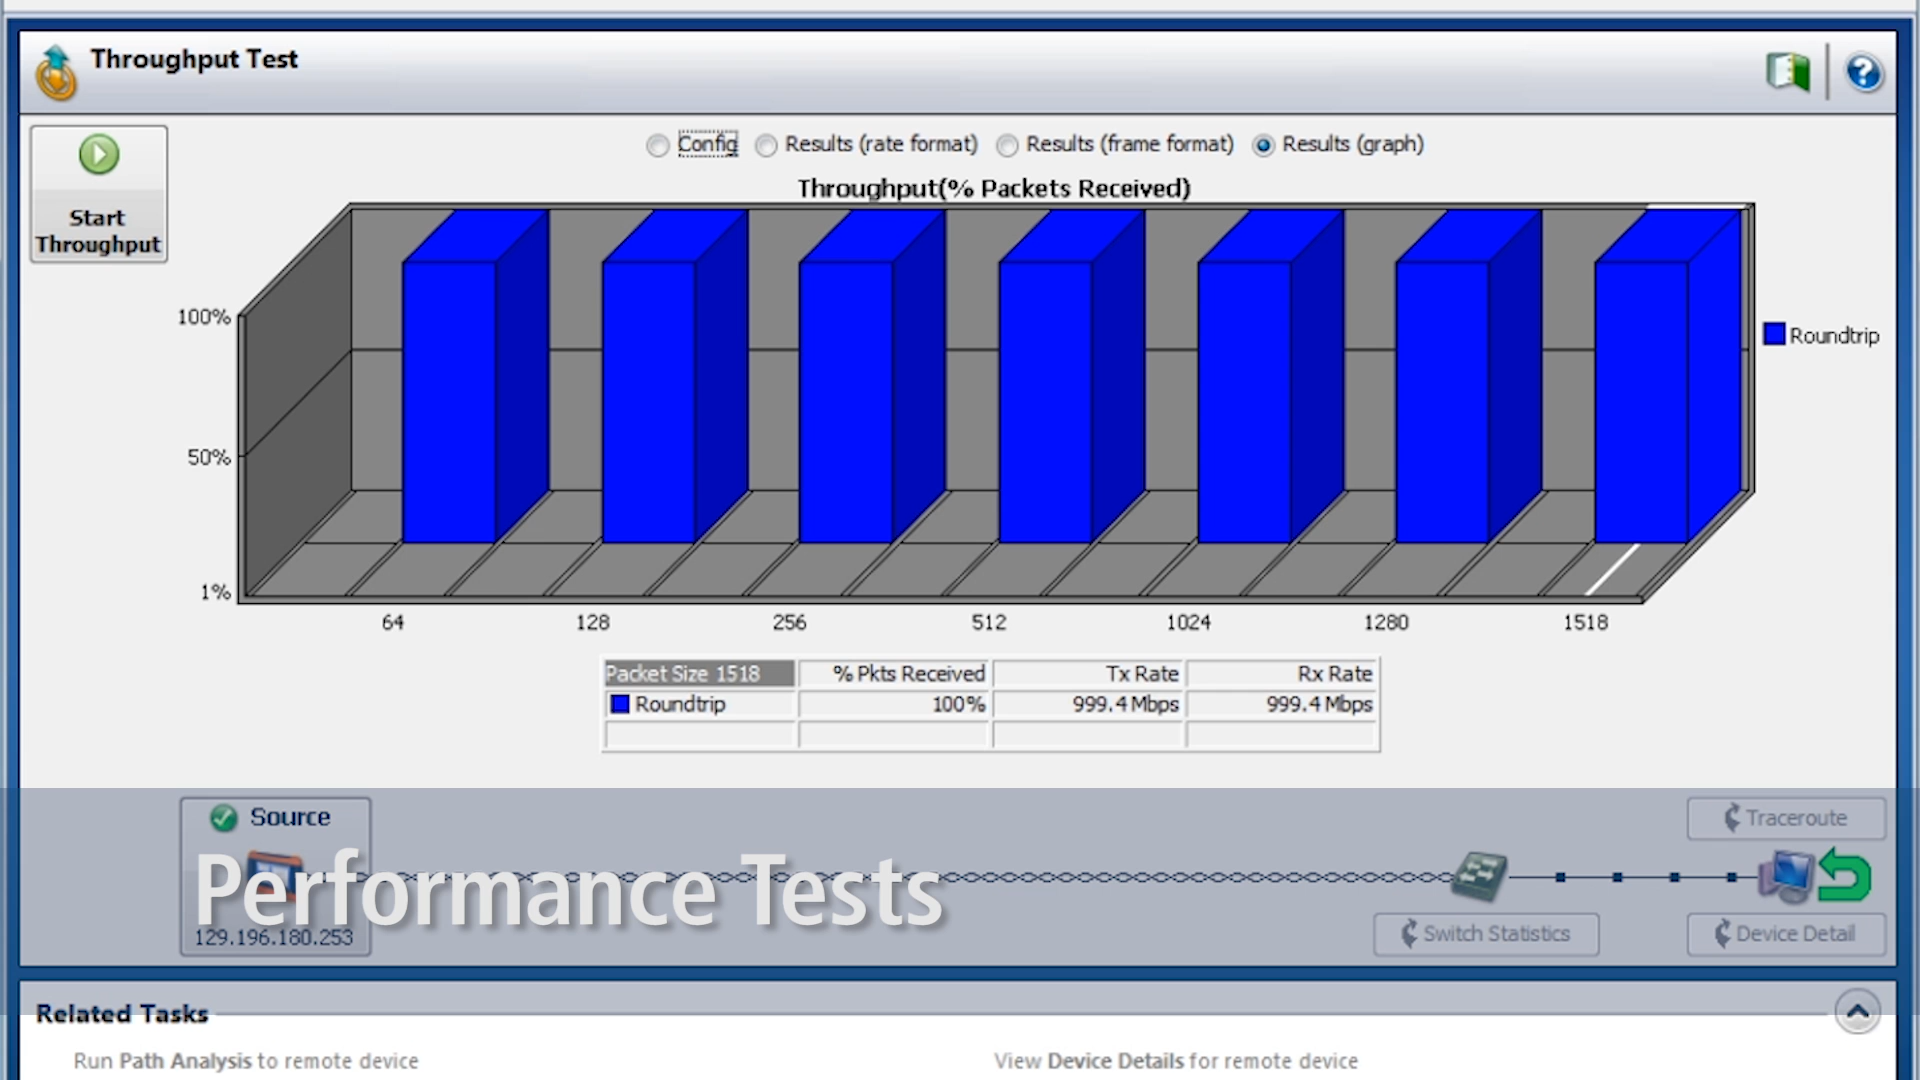 Throughput Test
Start
Throughput
Config Results (rate format) Results (frame format) Results (graph)
Throughput(% Packets Received)
100%
50%
1%
64 128 256 512 1024 1280 1518
Roundtrip
Packet Size 1518 % Pkts Received Tx Rate Rx Rate
Roundtrip 100% 999.4 Mbps 999.4 Mbps
Source
129.196.180.253
Performance Tests
Traceroute
Switch Statistics
Device Detail
Related Tasks
Run Path Analysis to remote device
View Device Details for remote device